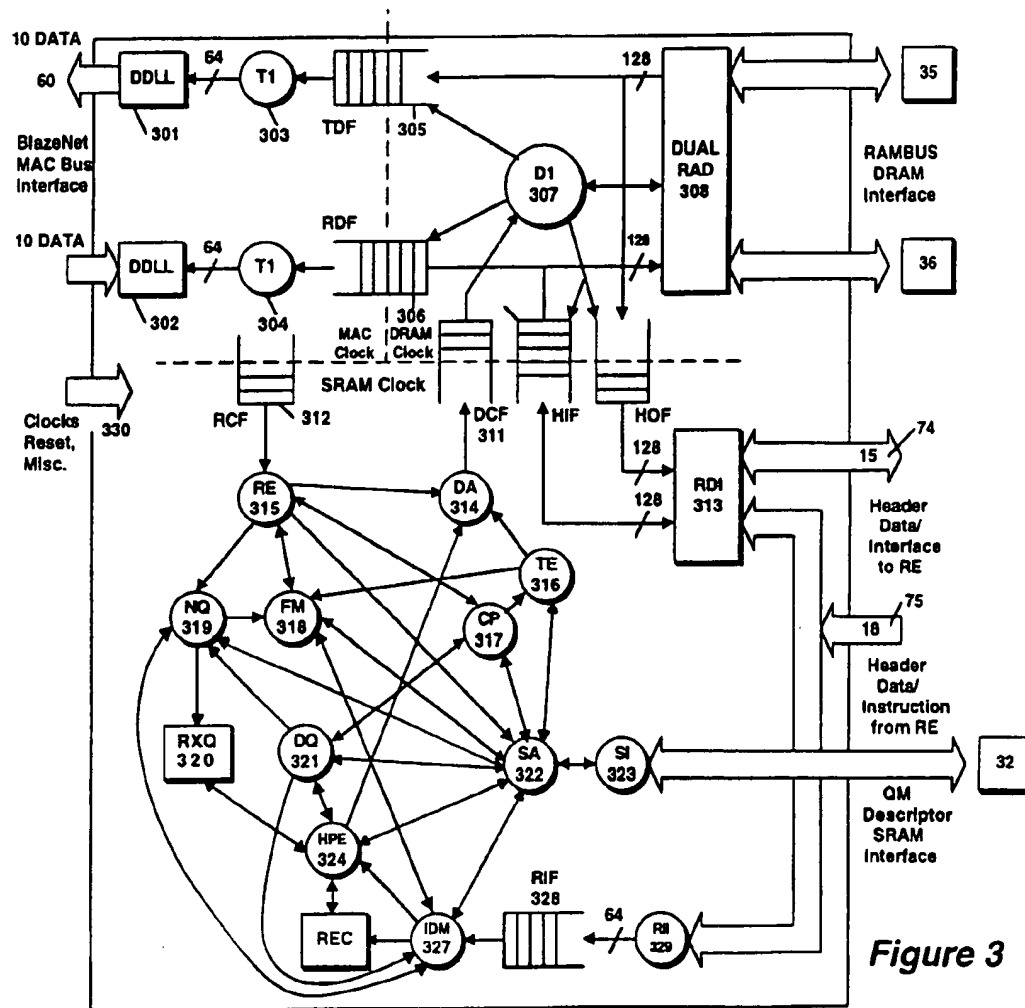 10 DATA
60
DDLL
301
64
T1
303
TDF
305
128
DUAL
RAD
308
35
BlazeNet
MAC Bus
Interface
D1
307
RAMBUS
DRAM
Interface
10 DATA
DDLL
302
64
T1
304
RDF
306
128
36
MAC
Clock
DRAM
Clock
SRAM Clock
Clocks
Reset,
Misc.
330
RCF
312
DCF
311
HIF
HOF
128
128
RDI
313
15
74
Header
Data/
Interface
to RE
RE
315
DA
314
TE
316
NQ
319
FM
318
CP
317
18
75
Header
Data/
Instruction
from RE
RXQ
320
DQ
321
SA
322
SI
323
32
QM
Descriptor
SRAM
Interface
HPE
324
REC
IDM
327
RIF
328
64
RII
329
Figure 3